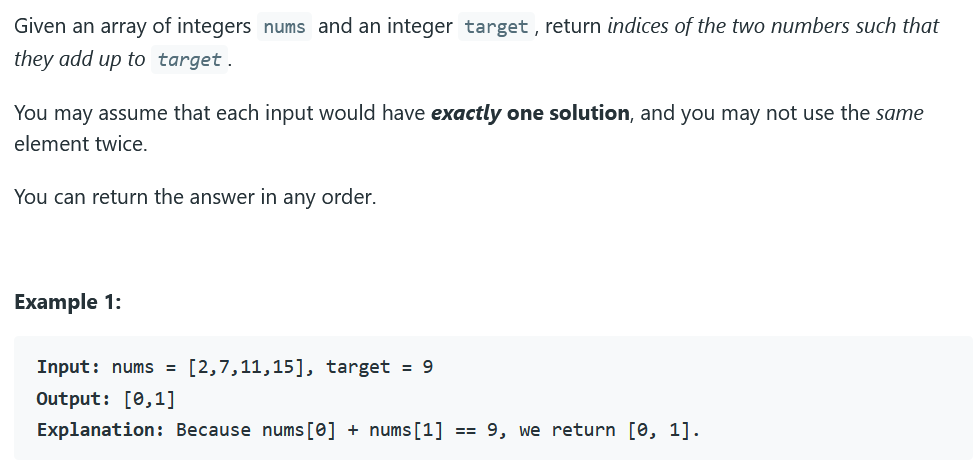 Given an array of integers nums and an integer target , return indices of the two numbers such that
they add up to target .
You may assume that each input would have exactly one solution, and you may not use the same
element twice.
You can return the answer in any order.
Example 1:
Input: nums = [2,7,11,15], target = 9
Output: [0,1]
Explanation: Because nums[0] + nums[1] == 9, we return [0, 1].